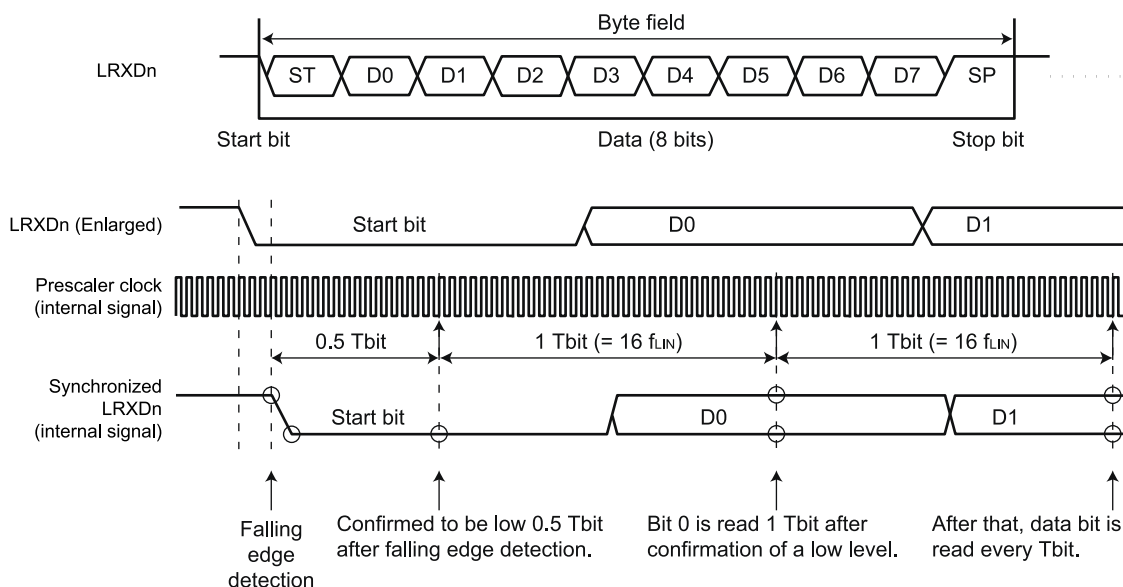 Byte field
LRXDn
ST D0 D1 D2 D3 D4 D5 D6 D7 SP
Start bit Data (8 bits) Stop bit
LRXDn (Enlarged)
Start bit D0 D1
Prescaler clock
(internal signal)
0.5 Tbit 1 Tbit (= 16 fLIN) 1 Tbit (= 16 fLIN)
Synchronized
LRXDn
(internal signal)
Start bit D0 D1
Falling
edge
detection
Confirmed to be low 0.5 Tbit
after falling edge detection.
Bit 0 is read 1 Tbit after
confirmation of a low level.
After that, data bit is
read every Tbit.